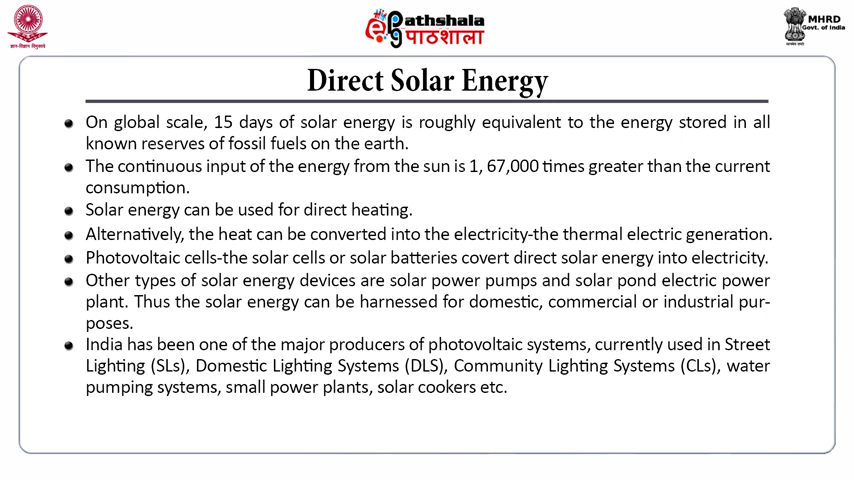 ज्ञान-विज्ञान विमुक्तये
e Pathshala
पाठशाला
MHRD
Govt. of India
सत्यमेव जयते
Direct Solar Energy
On global scale, 15 days of solar energy is roughly equivalent to the energy stored in all
known reserves of fossil fuels on the earth.
The continuous input of the energy from the sun is 1, 67,000 times greater than the current
consumption.
Solar energy can be used for direct heating.
Alternatively, the heat can be converted into the electricity-the thermal electric generation.
Photovoltaic cells-the solar cells or solar batteries covert direct solar energy into electricity.
Other types of solar energy devices are solar power pumps and solar pond electric power
plant. Thus the solar energy can be harnessed for domestic, commercial or industrial pur-
poses.
India has been one of the major producers of photovoltaic systems, currently used in Street
Lighting (SLs), Domestic Lighting Systems (DLS), Community Lighting Systems (CLs), water
pumping systems, small power plants, solar cookers etc.